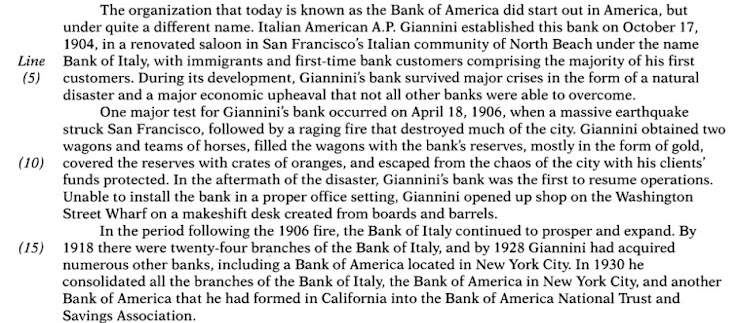 The organization that today is known as the Bank of America did start out in America, but
under quite a different name. Italian American A.P. Giannini established this bank on October 17,
1904, in a renovated saloon in San Francisco's Italian community of North Beach under the name
Line Bank of Italy, with immigrants and first-time bank customers comprising the majority of his first
(5) customers. During its development, Giannini's bank survived major crises in the form of a natural
disaster and a major economic upheaval that not all other banks were able to overcome.
One major test for Giannini's bank occurred on April 18, 1906, when a massive earthquake
struck San Francisco, followed by a raging fire that destroyed much of the city. Giannini obtained two
wagons and teams of horses, filled the wagons with the bank's reserves, mostly in the form of gold,
(10) covered the reserves with crates of oranges, and escaped from the chaos of the city with his clients'
funds protected. In the aftermath of the disaster, Giannini's bank was the first to resume operations.
Unable to install the bank in a proper office setting, Giannini opened up shop on the Washington
Street Wharf on a makeshift desk created from boards and barrels.
In the period following the 1906 fire, the Bank of Italy continued to prosper and expand. By
(15) 1918 there were twenty-four branches of the Bank of Italy, and by 1928 Giannini had acquired
numerous other banks, including a Bank of America located in New York City. In 1930 he
consolidated all the branches of the Bank of Italy, the Bank of America in New York City, and another
Bank of America that he had formed in California into the Bank of America National Trust and
Savings Association.